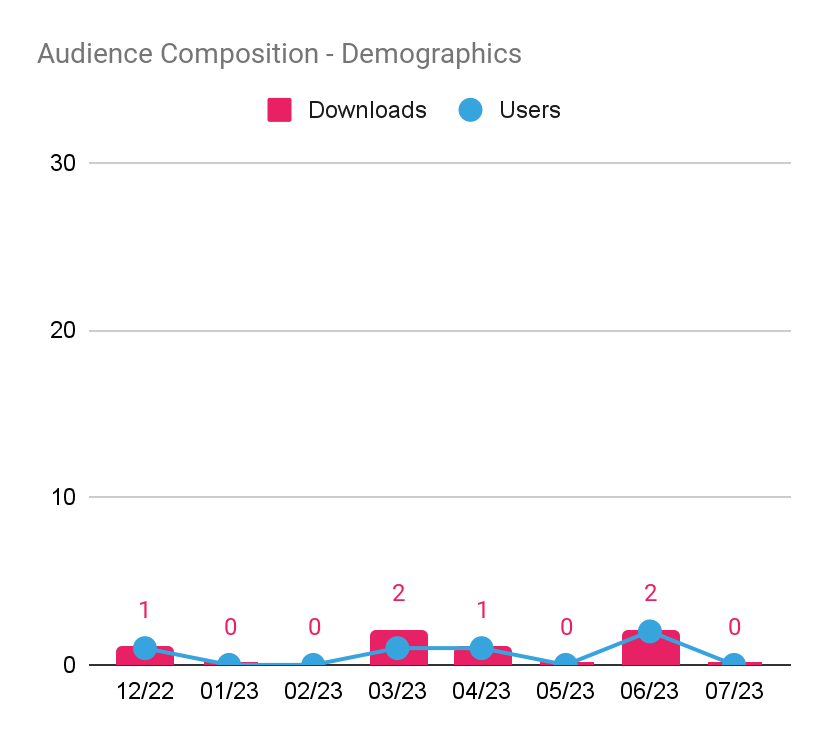 Audience Composition - Demographics
Downloads Users
30
20
10
1 0 0 2 1 0 2 0
0
12/22 01/23 02/23 03/23 04/23 05/23 06/23 07/23